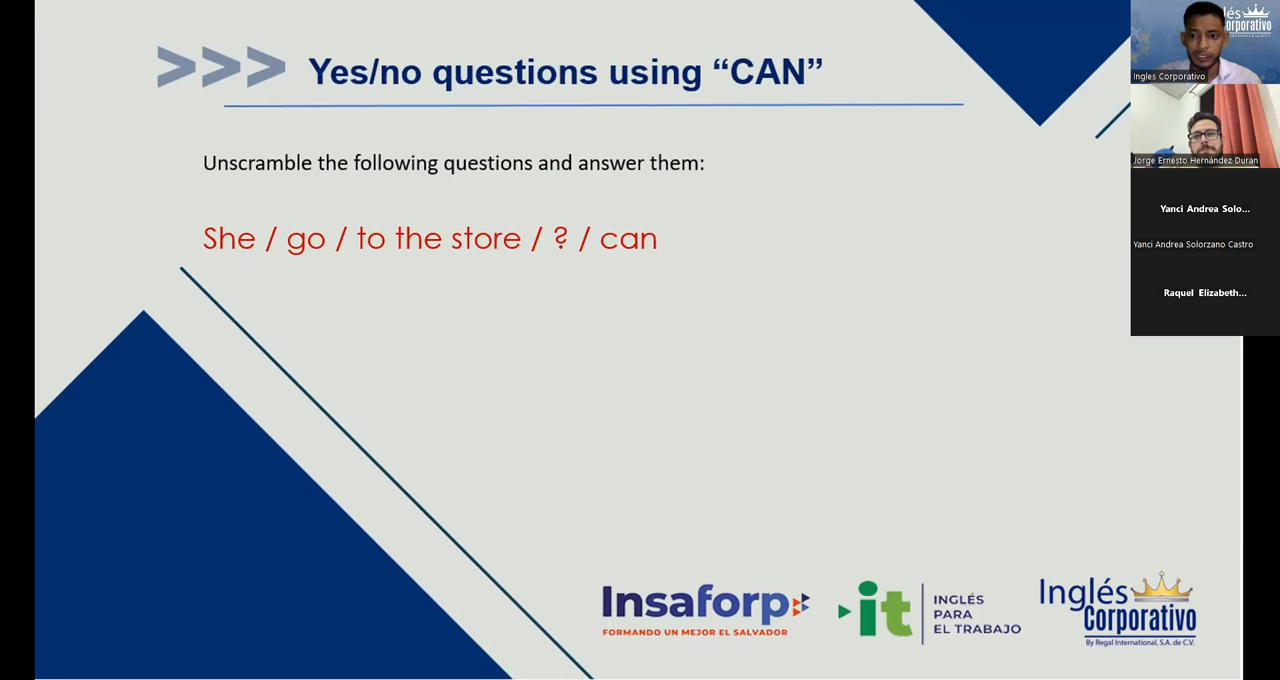 >>> Yes/no questions using “CAN”
Unscramble the following questions and answer them:
She / go / to the store / ? / can
Insaforp
FORMANDO UN MEJOR EL SALVADOR
it
INGLÉS
PARA
EL TRABAJO
Inglés
Corporativo
By Regal International, S.A. de C.V.
lés
orporativo
Ingles Corporativo
Jorge Ernesto Hernández Duran
Yanci Andrea Solo...
Yanci Andrea Solorzano Castro
Raquel Elizabeth...